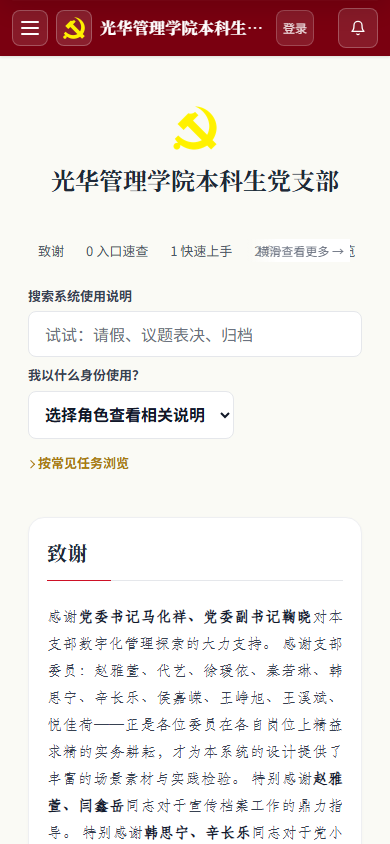 光华管理学院本科生…
登录
光华管理学院本科生党支部
致谢
0 入口速查
1 快速上手
横滑查看更多 →
搜索系统使用说明
试试：请假、议题表决、归档
我以什么身份使用？
选择角色查看相关说明
按常见任务浏览
致谢
感谢党委书记马化祥、党委副书记鞠晓对本
支部数字化管理探索的大力支持。 感谢支部
委员：赵雅萱、代艺、徐瑷依、綦若琳、韩
思宁、辛长乐、侯嘉嵘、王峥旭、王溪斌、
悦佳荷——正是各位委员在各自岗位上精益
求精的实务耕耘，才为本系统的设计提供了
丰富的场景素材与实践检验。 特别感谢赵雅
萱、闫鑫岳同志对于宣传档案工作的鼎力指
导。 特别感谢韩思宁、辛长乐同志对于党小